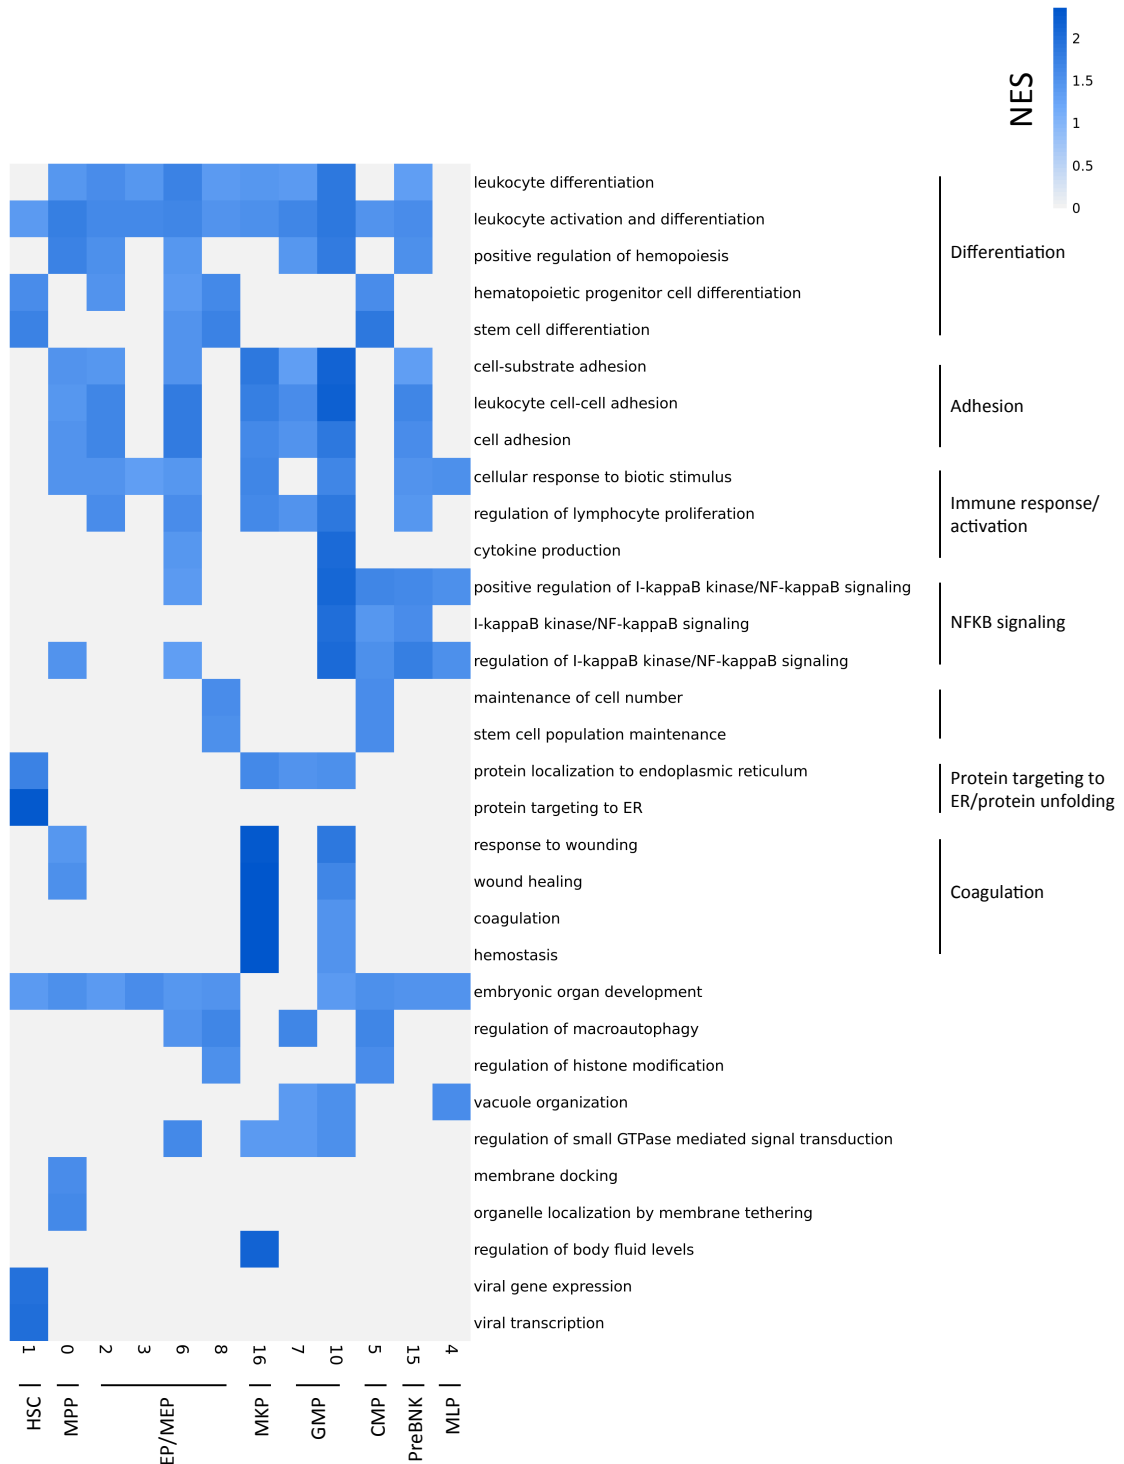 NES
2
1.5
1
0.5
0
leukocyte differentiation
leukocyte activation and differentiation
positive regulation of hemopoiesis
hematopoietic progenitor cell differentiation
stem cell differentiation
cell-substrate adhesion
leukocyte cell-cell adhesion
cell adhesion
cellular response to biotic stimulus
regulation of lymphocyte proliferation
cytokine production
positive regulation of I-kappaB kinase/NF-kappaB signaling
I-kappaB kinase/NF-kappaB signaling
regulation of I-kappaB kinase/NF-kappaB signaling
maintenance of cell number
stem cell population maintenance
protein localization to endoplasmic reticulum
protein targeting to ER
response to wounding
wound healing
coagulation
hemostasis
embryonic organ development
regulation of macroautophagy
regulation of histone modification
vacuole organization
regulation of small GTPase mediated signal transduction
membrane docking
organelle localization by membrane tethering
regulation of body fluid levels
viral gene expression
viral transcription
Differentiation
Adhesion
Immune response/
activation
NFKB signaling
Protein targeting to
ER/protein unfolding
Coagulation
1
0
2
3
6
8
16
7
10
5
15
4
HSC
MPP
EP/MEP
MKP
GMP
CMP
PreBNK
MLP